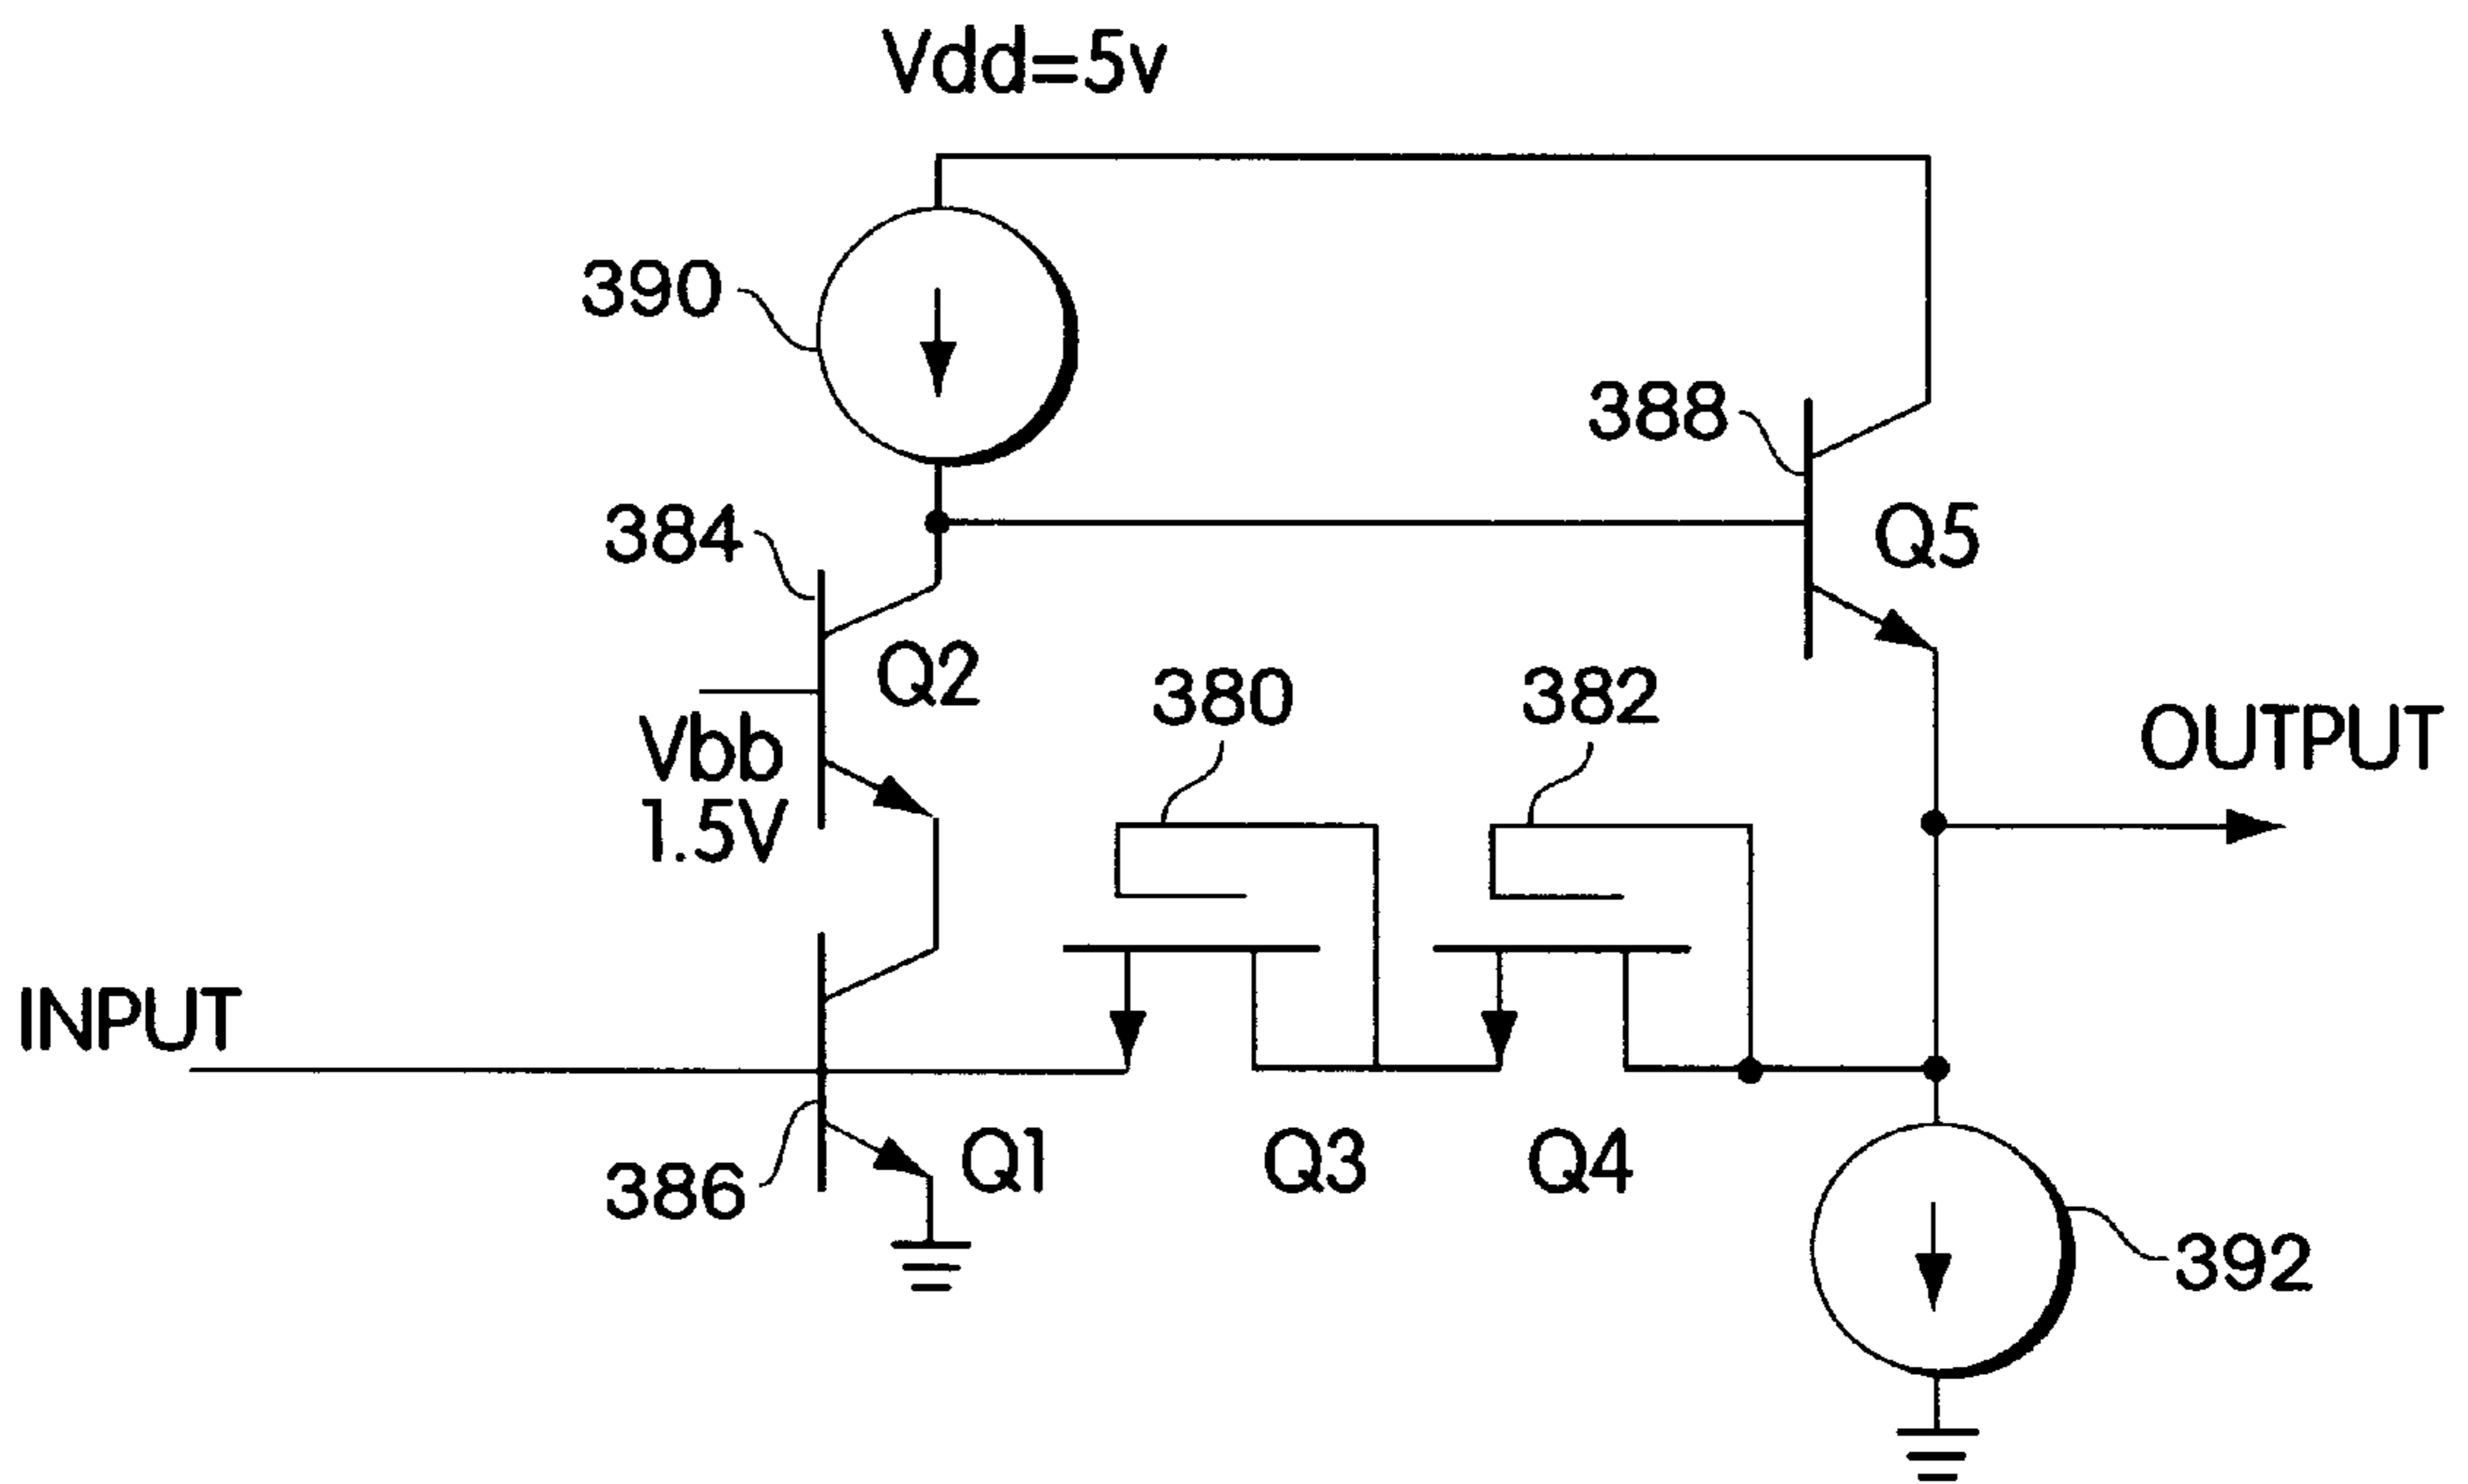 Vdd=5v
390
388
384
Q5
Q2
380
382
Vbb
1.5V
OUTPUT
INPUT
Q1
Q3
Q4
386
392